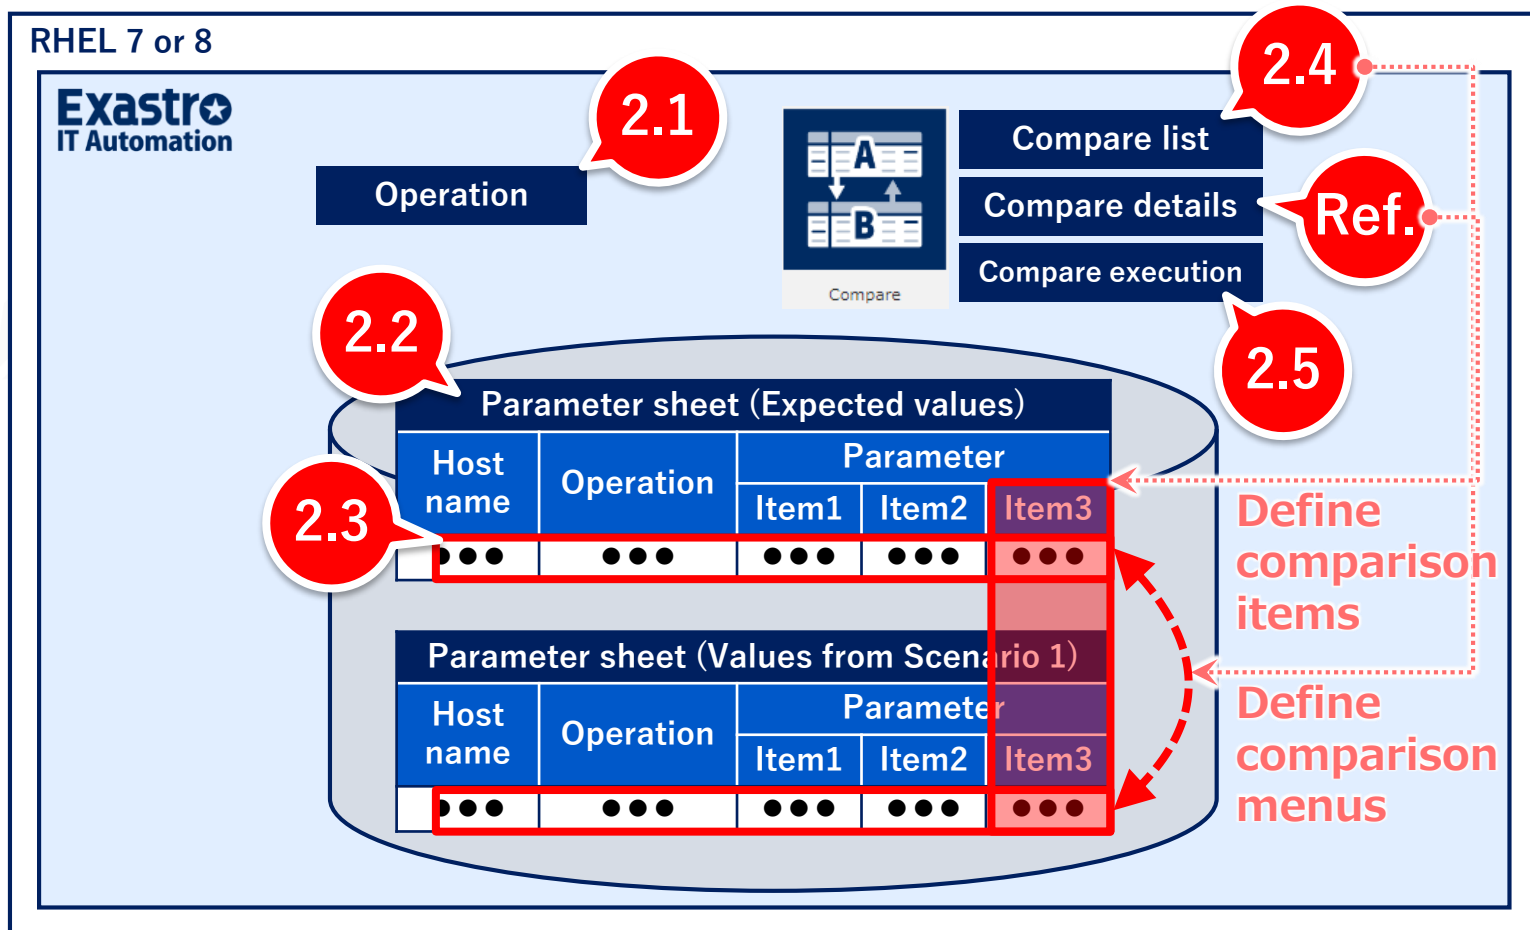 RHEL 7 or 8
Exastro
IT Automation
2.1
Operation
A
B
Compare
Compare list
Compare details
Compare execution
2.4
Ref.
2.5
2.2
Parameter sheet (Expected values)
Host name
Operation
Parameter
Item1
Item2
Item3
2.3
●●●
●●●
●●●
●●●
●●●
Parameter sheet (Values from Scenario 1)
Host name
Operation
Parameter
Item1
Item2
Item3
●●●
●●●
●●●
●●●
●●●
Define
comparison
items
Define
comparison
menus